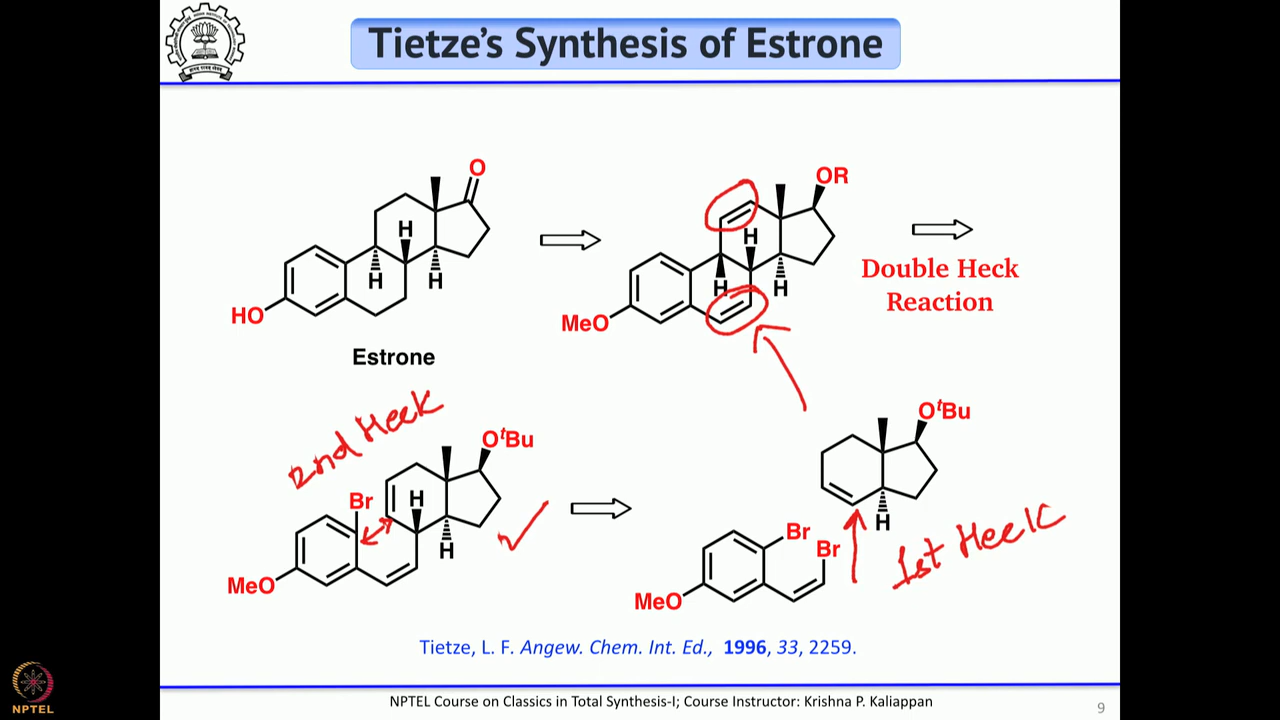 Tietze's Synthesis of Estrone
O
H
H
H
HO
Estrone
OR
H
H
H
MeO
Double Heck
Reaction
2nd Heck
OᵗBu
Br
H
H
MeO
OᵗBu
H
Br
Br
MeO
1st Heck
Tietze, L. F. Angew. Chem. Int. Ed., 1996, 33, 2259.
NPTEL
NPTEL Course on Classics in Total Synthesis-I; Course Instructor: Krishna P. Kaliappan
9